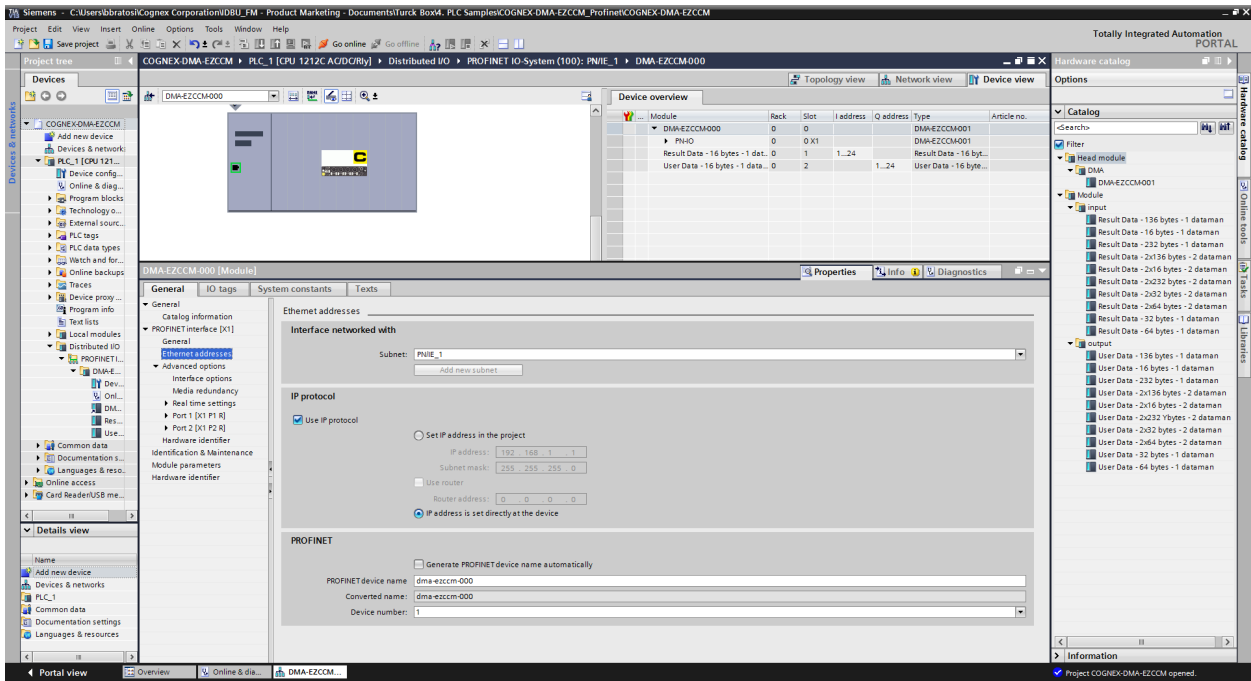 Siemens - C:\Users\bbratosi\Cognex Corporation\IDBU_FM - Product Marketing - Documents\Turck Box\4. PLC Samples\COGNEX-DMA-EZCCM_Profinet\COGNEX-DMA-EZCCM
Project Edit View Insert Online Options Tools Window Help
Totally Integrated Automation
PORTAL
Save project
Go online
Go offline
Project tree
Devices
COGNEX-DMA-EZCCM
Add new device
Devices & network
PLC_1 [CPU 121...
Device config...
Online & diag...
Program blocks
Technology o...
External sourc...
PLC tags
PLC data types
Watch and for...
Online backups
Traces
Device proxy ...
Program info
Text lists
Local modules
Distributed I/O
PROFINET I...
DMA-E...
Dev...
Onl...
DM...
Res...
Use...
Common data
Documentation s...
Languages & reso...
Online access
Card Reader/USB me...
Details view
Name
Add new device
Devices & networks
PLC_1
Common data
Documentation settings
Languages & resources
Devices & networks
COGNEX-DMA-EZCCM PLC_1 [CPU 1212C AC/DC/Rly] Distributed I/O PROFINET IO-System (100): PN/IE_1 DMA-EZCCM-000
Topology view Network view Device view
DMA-EZCCM-000
Device overview
... Module Rack Slot I address Q address Type Article no.
DMA-EZCCM-000 0 0 DMA-EZCCM-001
PN-IO 0 0 X1 DMA-EZCCM-001
Result Data - 16 bytes - 1 dat.. 0 1 1...24 Result Data - 16 byt...
User Data - 16 bytes - 1 data... 0 2 1...24 User Data - 16 byte...
DMA-EZCCM-000 [Module]
Properties Info Diagnostics
General IO tags System constants Texts
General
Catalog information
PROFINET interface [X1]
General
Ethernet addresses
Advanced options
Interface options
Media redundancy
Real time settings
Port 1 [X1 P1 R]
Port 2 [X1 P2 R]
Hardware identifier
Identification & Maintenance
Module parameters
Hardware identifier
Ethernet addresses
Interface networked with
Subnet: PN/IE_1
Add new subnet
IP protocol
Use IP protocol
Set IP address in the project
IP address: 192 . 168 . 1 . 1
Subnet mask: 255 . 255 . 255 . 0
Use router
Router address: 0 . 0 . 0 . 0
IP address is set directly at the device
PROFINET
Generate PROFINET device name automatically
PROFINET device name dma-ezccm-000
Converted name: dma-ezccm-000
Device number: 1
Hardware catalog
Options
Catalog
<Search>
Filter
Head module
DMA
DMA-EZCCM-001
Module
input
Result Data - 136 bytes - 1 dataman
Result Data - 16 bytes - 1 dataman
Result Data - 232 bytes - 1 dataman
Result Data - 2x136 bytes - 2 dataman
Result Data - 2x16 bytes - 2 dataman
Result Data - 2x232 bytes - 2 dataman
Result Data - 2x32 bytes - 2 dataman
Result Data - 2x64 bytes - 2 dataman
Result Data - 32 bytes - 1 dataman
Result Data - 64 bytes - 1 dataman
output
User Data - 136 bytes - 1 dataman
User Data - 16 bytes - 1 dataman
User Data - 232 bytes - 1 dataman
User Data - 2x136 bytes - 2 dataman
User Data - 2x16 bytes - 2 dataman
User Data - 2x232 Ybytes - 2 dataman
User Data - 2x32 bytes - 2 dataman
User Data - 2x64 bytes - 2 dataman
User Data - 32 bytes - 1 dataman
User Data - 64 bytes - 1 dataman
Information
Hardware catalog
Online tools
Tasks
Libraries
Portal view
Overview
Online & dia...
DMA-EZCCM...
Project COGNEX-DMA-EZCCM opened.